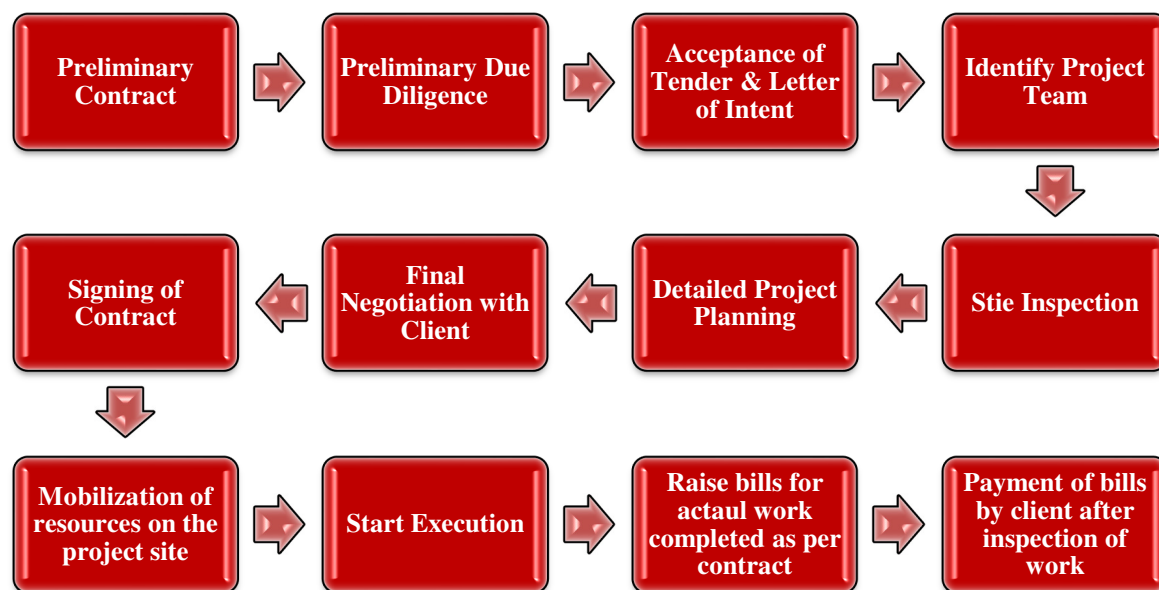 Preliminary
Contract
Preliminary Due
Diligence
Acceptance of
Tender & Letter
of Intent
Identify Project
Team
Stie Inspection
Detailed Project
Planning
Final
Negotiation with
Client
Signing of
Contract
Mobilization of
resources on the
project site
Start Execution
Raise bills for
actaul work
completed as per
contract
Payment of bills
by client after
inspection of
work